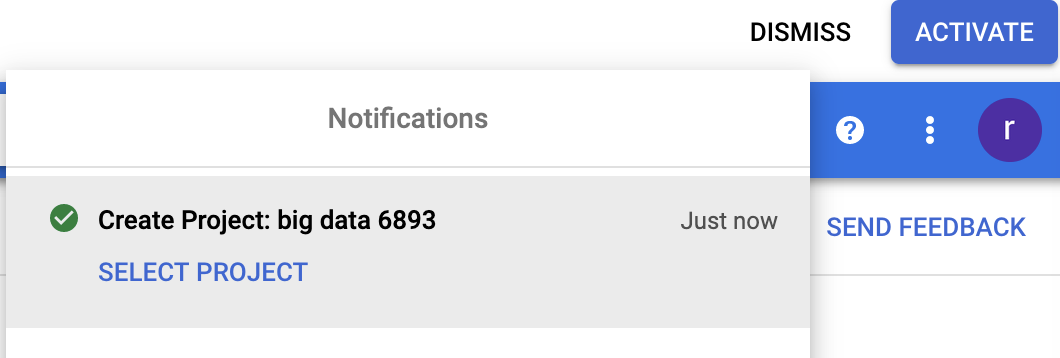 DISMISS ACTIVATE
Notifications
? r
Create Project: big data 6893 Just now
SEND FEEDBACK
SELECT PROJECT